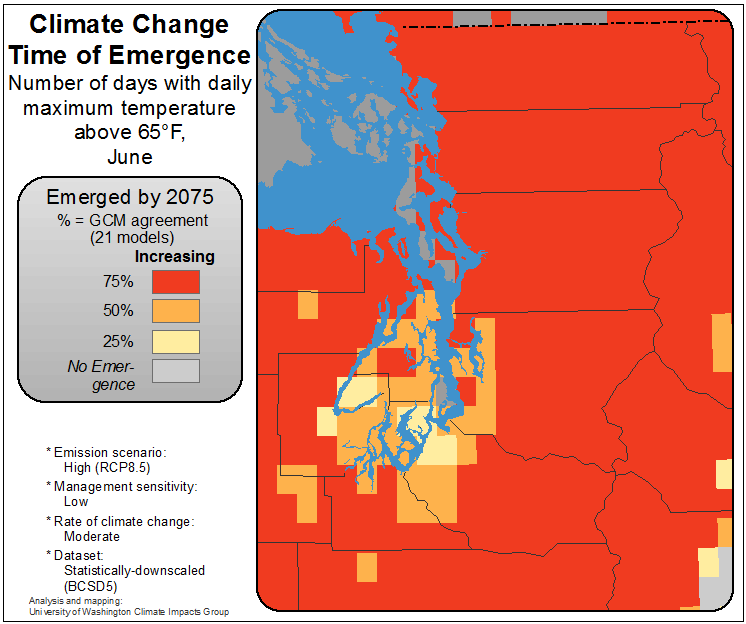 Climate Change
Time of Emergence
Number of days with daily
maximum temperature
above 65°F,
June
Emerged by 2075
% = GCM agreement
(21 models)
Increasing
75%
50%
25%
No Emer-
gence
* Emission scenario:
High (RCP8.5)
* Management sensitivity:
Low
* Rate of climate change:
Moderate
* Dataset:
Statistically-downscaled
(BCSD5)
Analysis and mapping:
University of Washington Climate Impacts Group